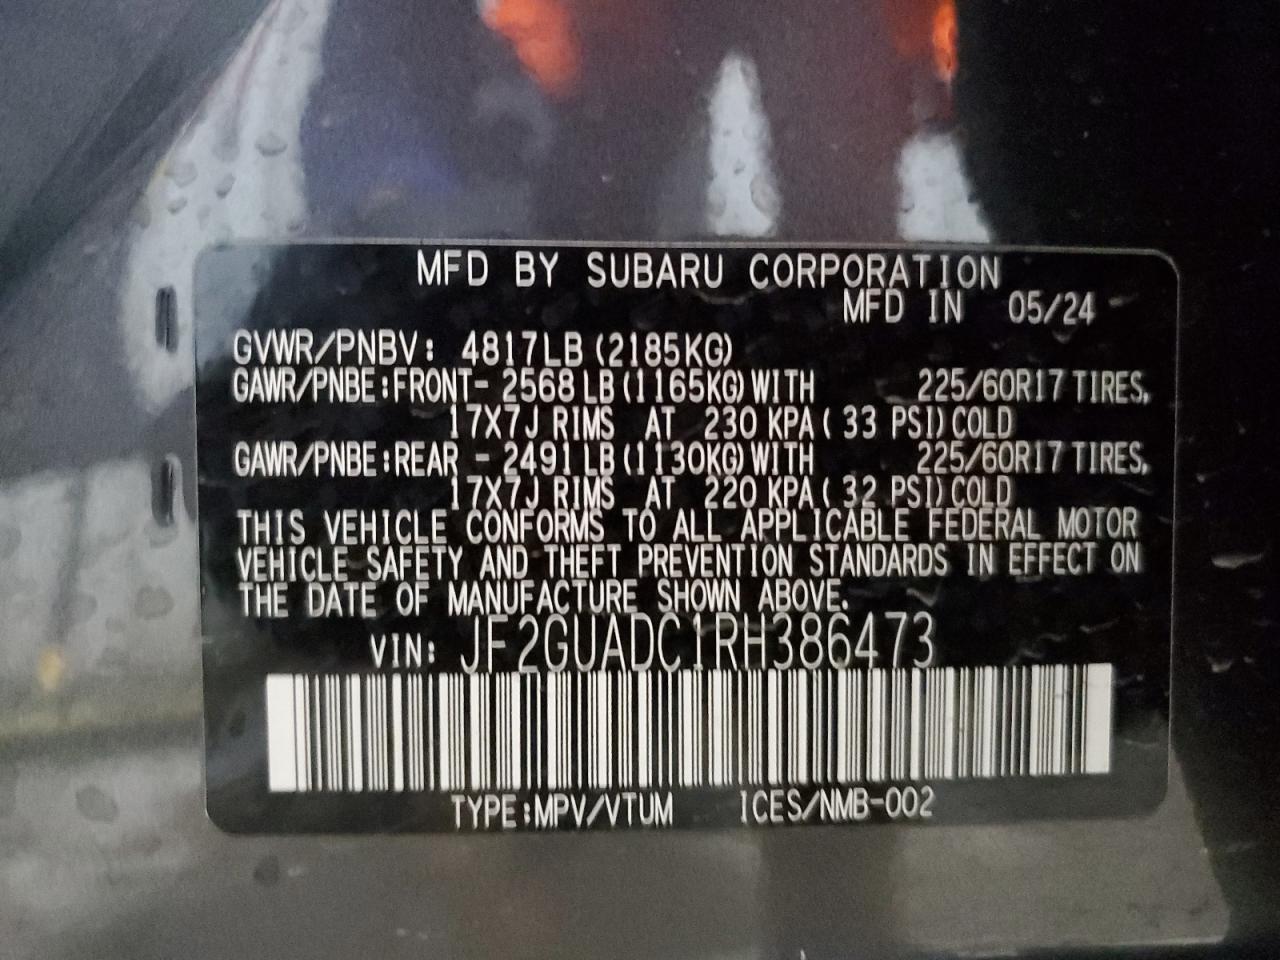 MFD BY SUBARU CORPORATION
MFD IN 05/24
GVWR/PNBV: 4817LB (2185KG)
GAWR/PNBE:FRONT- 2568 LB (1165KG) WITH 225/60R17 TIRES,
17X7J RIMS AT 230 KPA ( 33 PSI) COLD
GAWR/PNBE:REAR - 2491 LB (1130KG) WITH 225/60R17 TIRES,
17X7J RIMS AT 220 KPA ( 32 PSI) COLD
THIS VEHICLE CONFORMS TO ALL APPLICABLE FEDERAL MOTOR
VEHICLE SAFETY AND THEFT PREVENTION STANDARDS IN EFFECT ON
THE DATE OF MANUFACTURE SHOWN ABOVE.
VIN: JF2GUADC1RH386473
TYPE:MPV/VTUM ICES/NMB-002